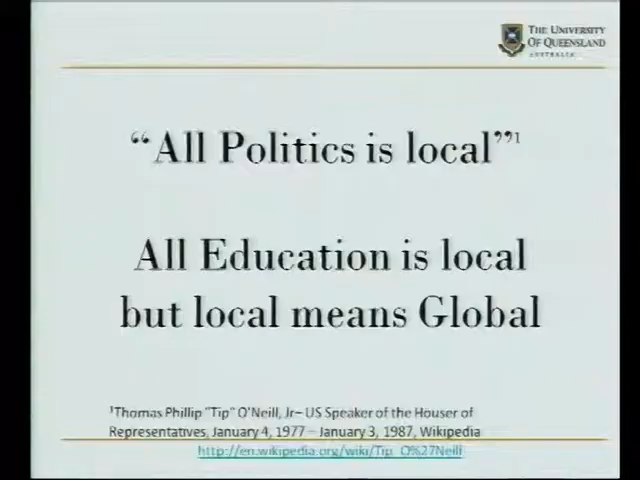 THE UNIVERSITY
OF QUEENSLAND
AUSTRALIA
“All Politics is local”¹
All Education is local
but local means Global
¹Thomas Phillip "Tip" O'Neill, Jr– US Speaker of the Houser of
Representatives, January 4, 1977 – January 3, 1987, Wikipedia
http://en.wikipedia.org/wiki/Tip_O%27Neill